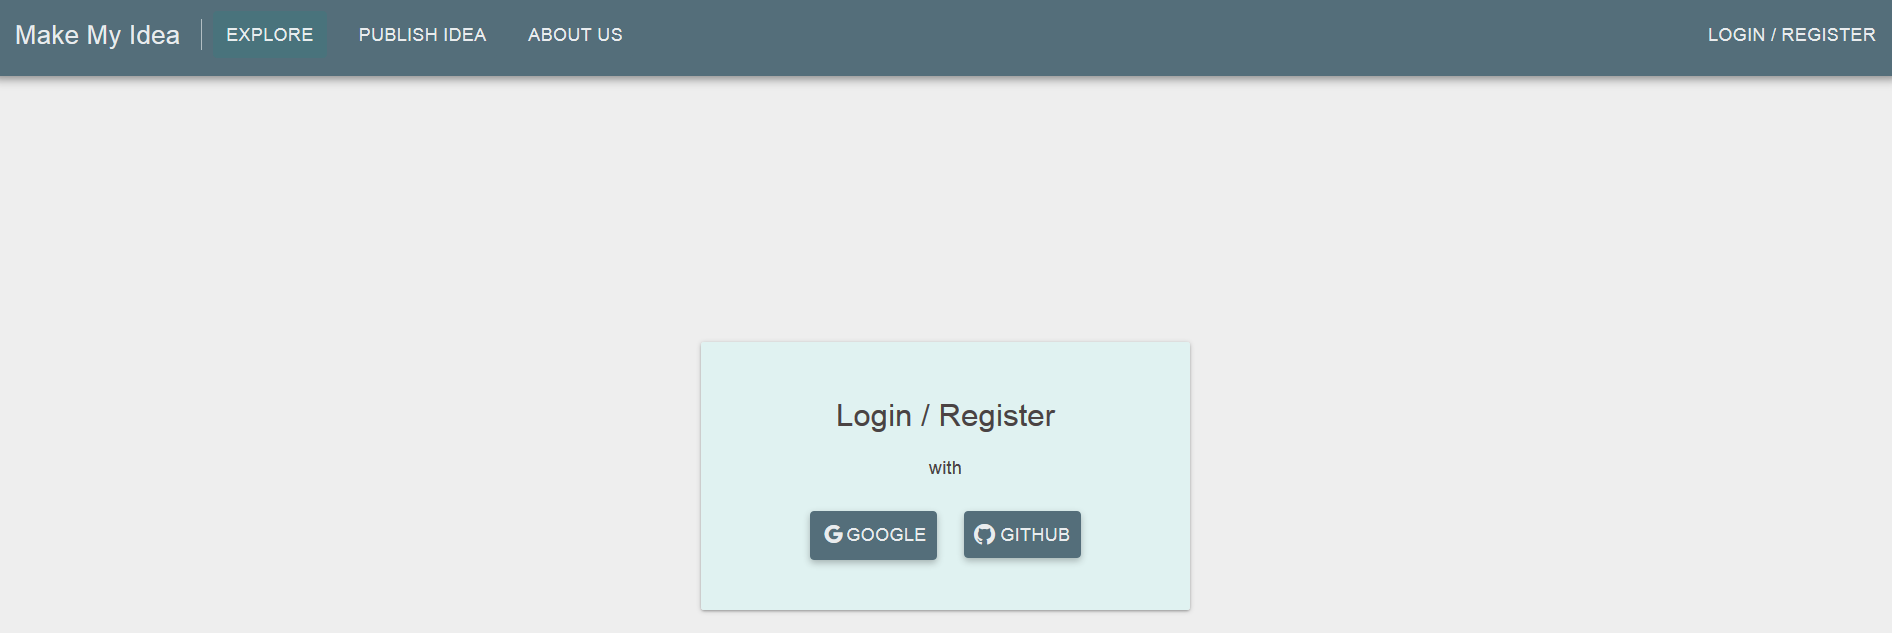 Make My Idea EXPLORE PUBLISH IDEA ABOUT US LOGIN / REGISTER
Login / Register
with
GOOGLE GITHUB